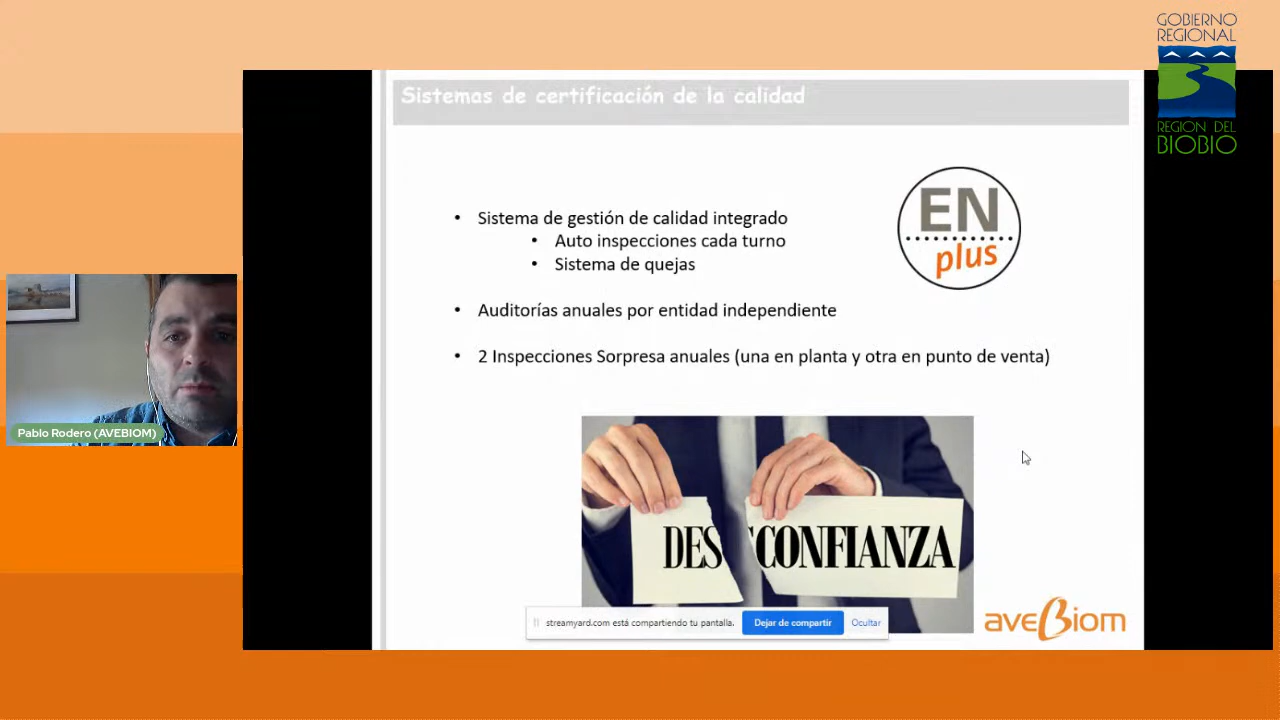 GOBIERNO
REGIONAL
REGION DEL
BIOBIO
Sistemas de certificación de la calidad
EN
plus
• Sistema de gestión de calidad integrado
• Auto inspecciones cada turno
• Sistema de quejas
• Auditorías anuales por entidad independiente
• 2 Inspecciones Sorpresa anuales (una en planta y otra en punto de venta)
Pablo Rodero (AVEBIOM)
DESCONFIANZA
streamyard.com está compartiendo tu pantalla. Dejar de compartir Ocultar
aveBiom